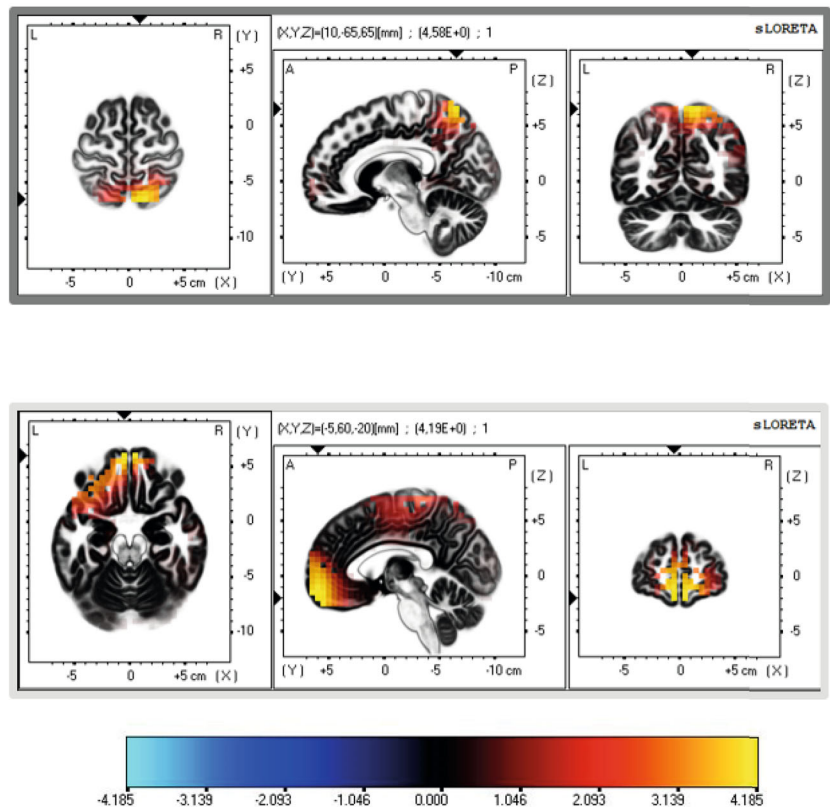 L R (Y) (X,Y,Z)=(10,-65,65)[mm] ; (4,58E+0) ; 1 sLORETA
A P (Z) L R (Z)
+5 +5 +5
0
0 0
-5
-5 -5
-10
-5 0 +5 cm (X) (Y) +5 0 -5 -10 cm -5 0 +5 cm (X)
L R (Y) (X,Y,Z)=(-5,60,-20)[mm] ; (4,19E+0) ; 1 sLORETA
A P (Z) L R (Z)
+5 +5 +5
0
0 0
-5
-5 -5
-10
-5 0 +5 cm (X) (Y) +5 0 -5 -10 cm -5 0 +5 cm (X)
-4.185 -3.139 -2.093 -1.046 0.000 1.046 2.093 3.139 4.185